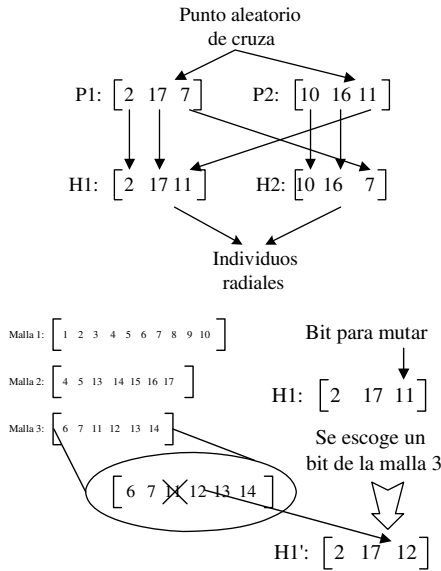 Punto aleatorio
de cruza
P1: [2 17 7] P2: [10 16 11]
H1: [2 17 11] H2: [10 16 7]
Individuos
radiales
Malla 1: [1 2 3 4 5 6 7 8 9 10]
Malla 2: [4 5 13 14 15 16 17]
Malla 3: [6 7 11 12 13 14]
[6 7 11 12 13 14]
Bit para mutar
H1: [2 17 11]
Se escoge un
bit de la malla 3
H1': [2 17 12]